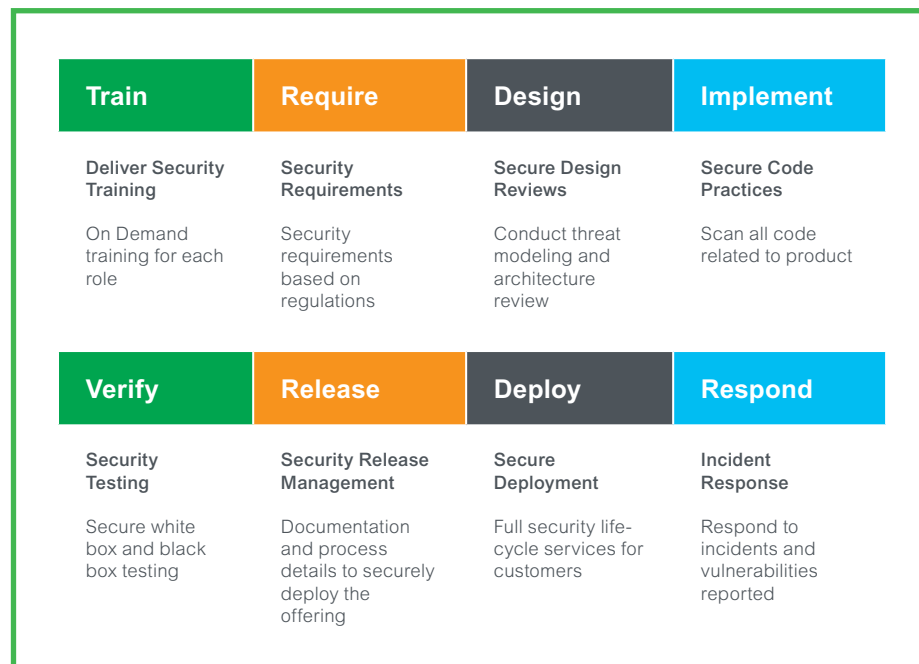 Train
Deliver Security
Training
On Demand
training for each
role
Require
Security
Requirements
Security
requirements
based on
regulations
Design
Secure Design
Reviews
Conduct threat
modeling and
architecture
review
Implement
Secure Code
Practices
Scan all code
related to product
Verify
Security
Testing
Secure white
box and black
box testing
Release
Security Release
Management
Documentation
and process
details to securely
deploy the
offering
Deploy
Secure
Deployment
Full security life-
cycle services for
customers
Respond
Incident
Response
Respond to
incidents and
vulnerabilities
reported